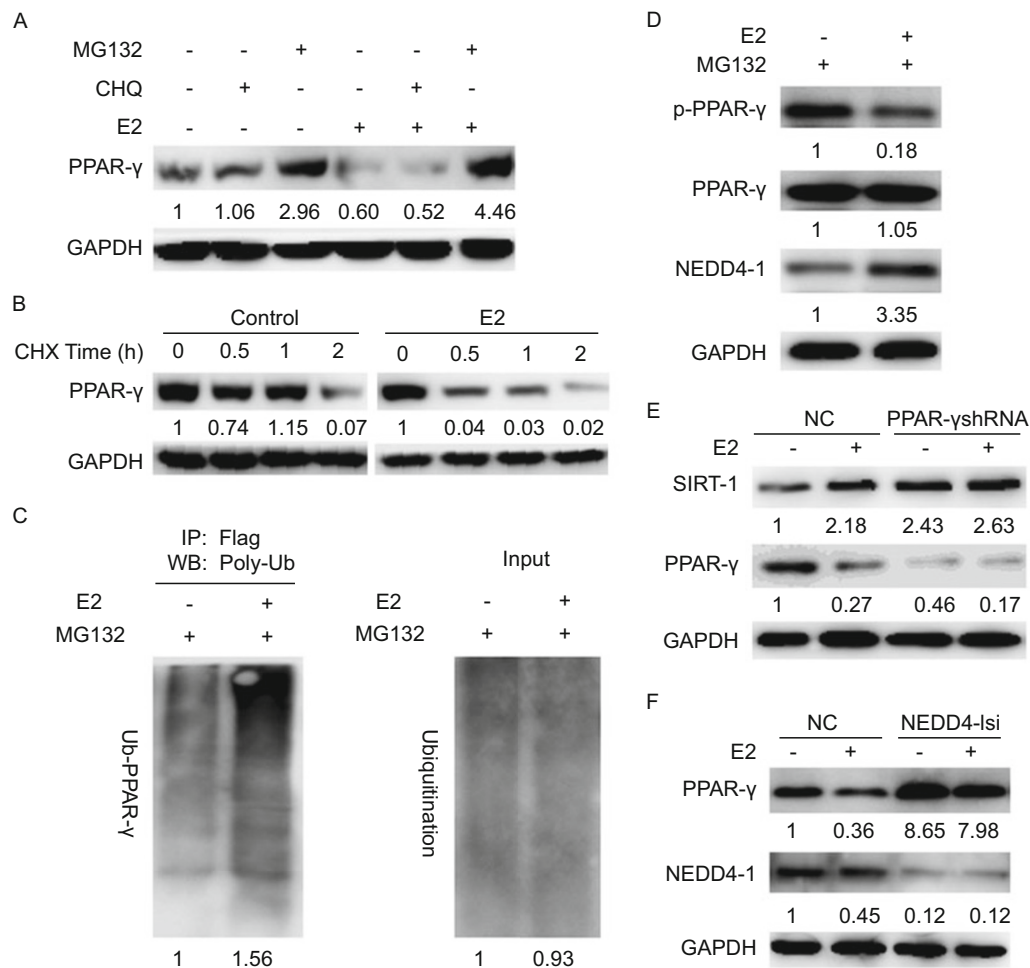 A
MG132 - - + - - +
CHQ - + - - + -
E2 - - - + + +
PPAR-γ
1 1.06 2.96 0.60 0.52 4.46
GAPDH
B
Control E2
CHX Time (h) 0 0.5 1 2 0 0.5 1 2
PPAR-γ
1 0.74 1.15 0.07 1 0.04 0.03 0.02
GAPDH
C
IP: Flag
WB: Poly-Ub
Input
E2 - + - +
MG132 + + + +
Ub-PPAR-γ
Ubiquitination
1 1.56 1 0.93
D
E2 - +
MG132 + +
p-PPAR-γ
1 0.18
PPAR-γ
1 1.05
NEDD4-1
1 3.35
GAPDH
E
NC PPAR-γshRNA
E2 - + - +
SIRT-1
1 2.18 2.43 2.63
PPAR-γ
1 0.27 0.46 0.17
GAPDH
F
NC NEDD4-lsi
E2 - + - +
PPAR-γ
1 0.36 8.65 7.98
NEDD4-1
1 0.45 0.12 0.12
GAPDH